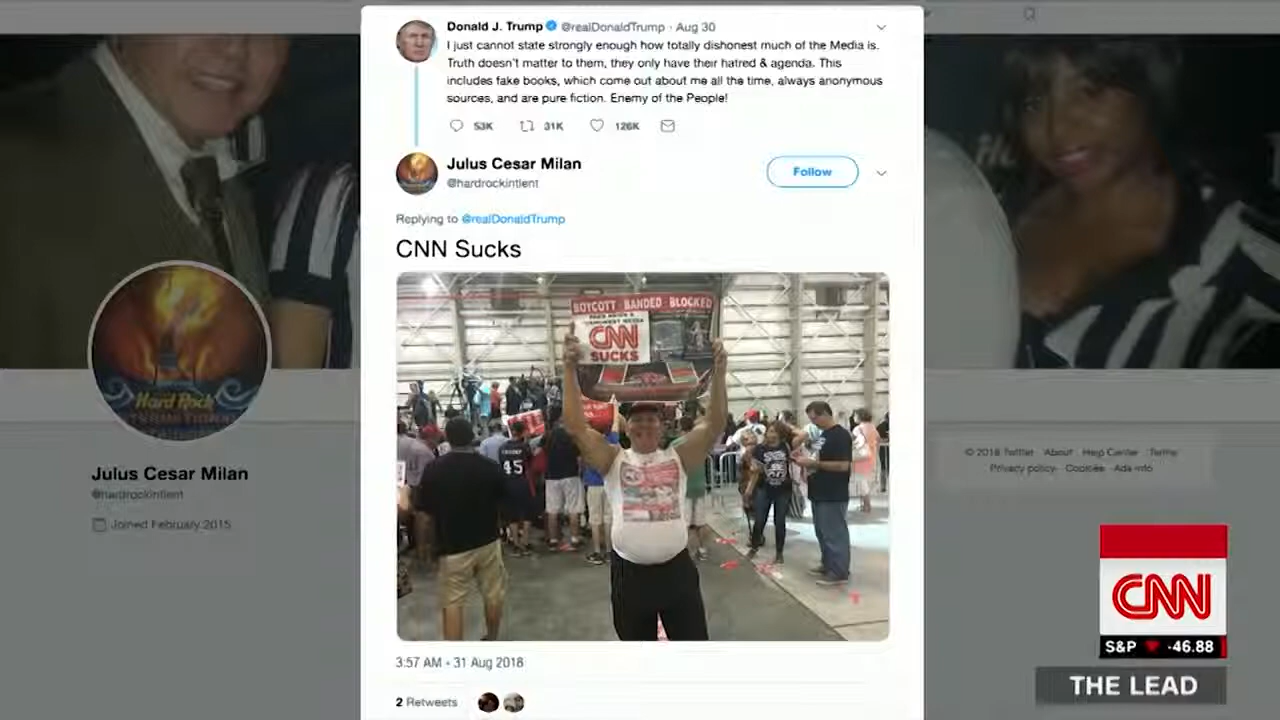 Donald J. Trump @realDonaldTrump · Aug 30
I just cannot state strongly enough how totally dishonest much of the Media is.
Truth doesn't matter to them, they only have their hatred & agenda. This
includes fake books, which come out about me all the time, always anonymous
sources, and are pure fiction. Enemy of the People!
53K 31K 126K
Julus Cesar Milan
@hardrockintlent
Follow
Replying to @realDonaldTrump
CNN Sucks
BOYCOTT - BANDED - BLOCKED
CNN
SUCKS
45
3:57 AM - 31 Aug 2018
2 Retweets
Hard Rock
Julus Cesar Milan
@hardrockintlent
Joined February 2015
© 2018 Twitter About Help Center Terms
Privacy policy Cookies Ads info
CNN
S&P -46.88
THE LEAD